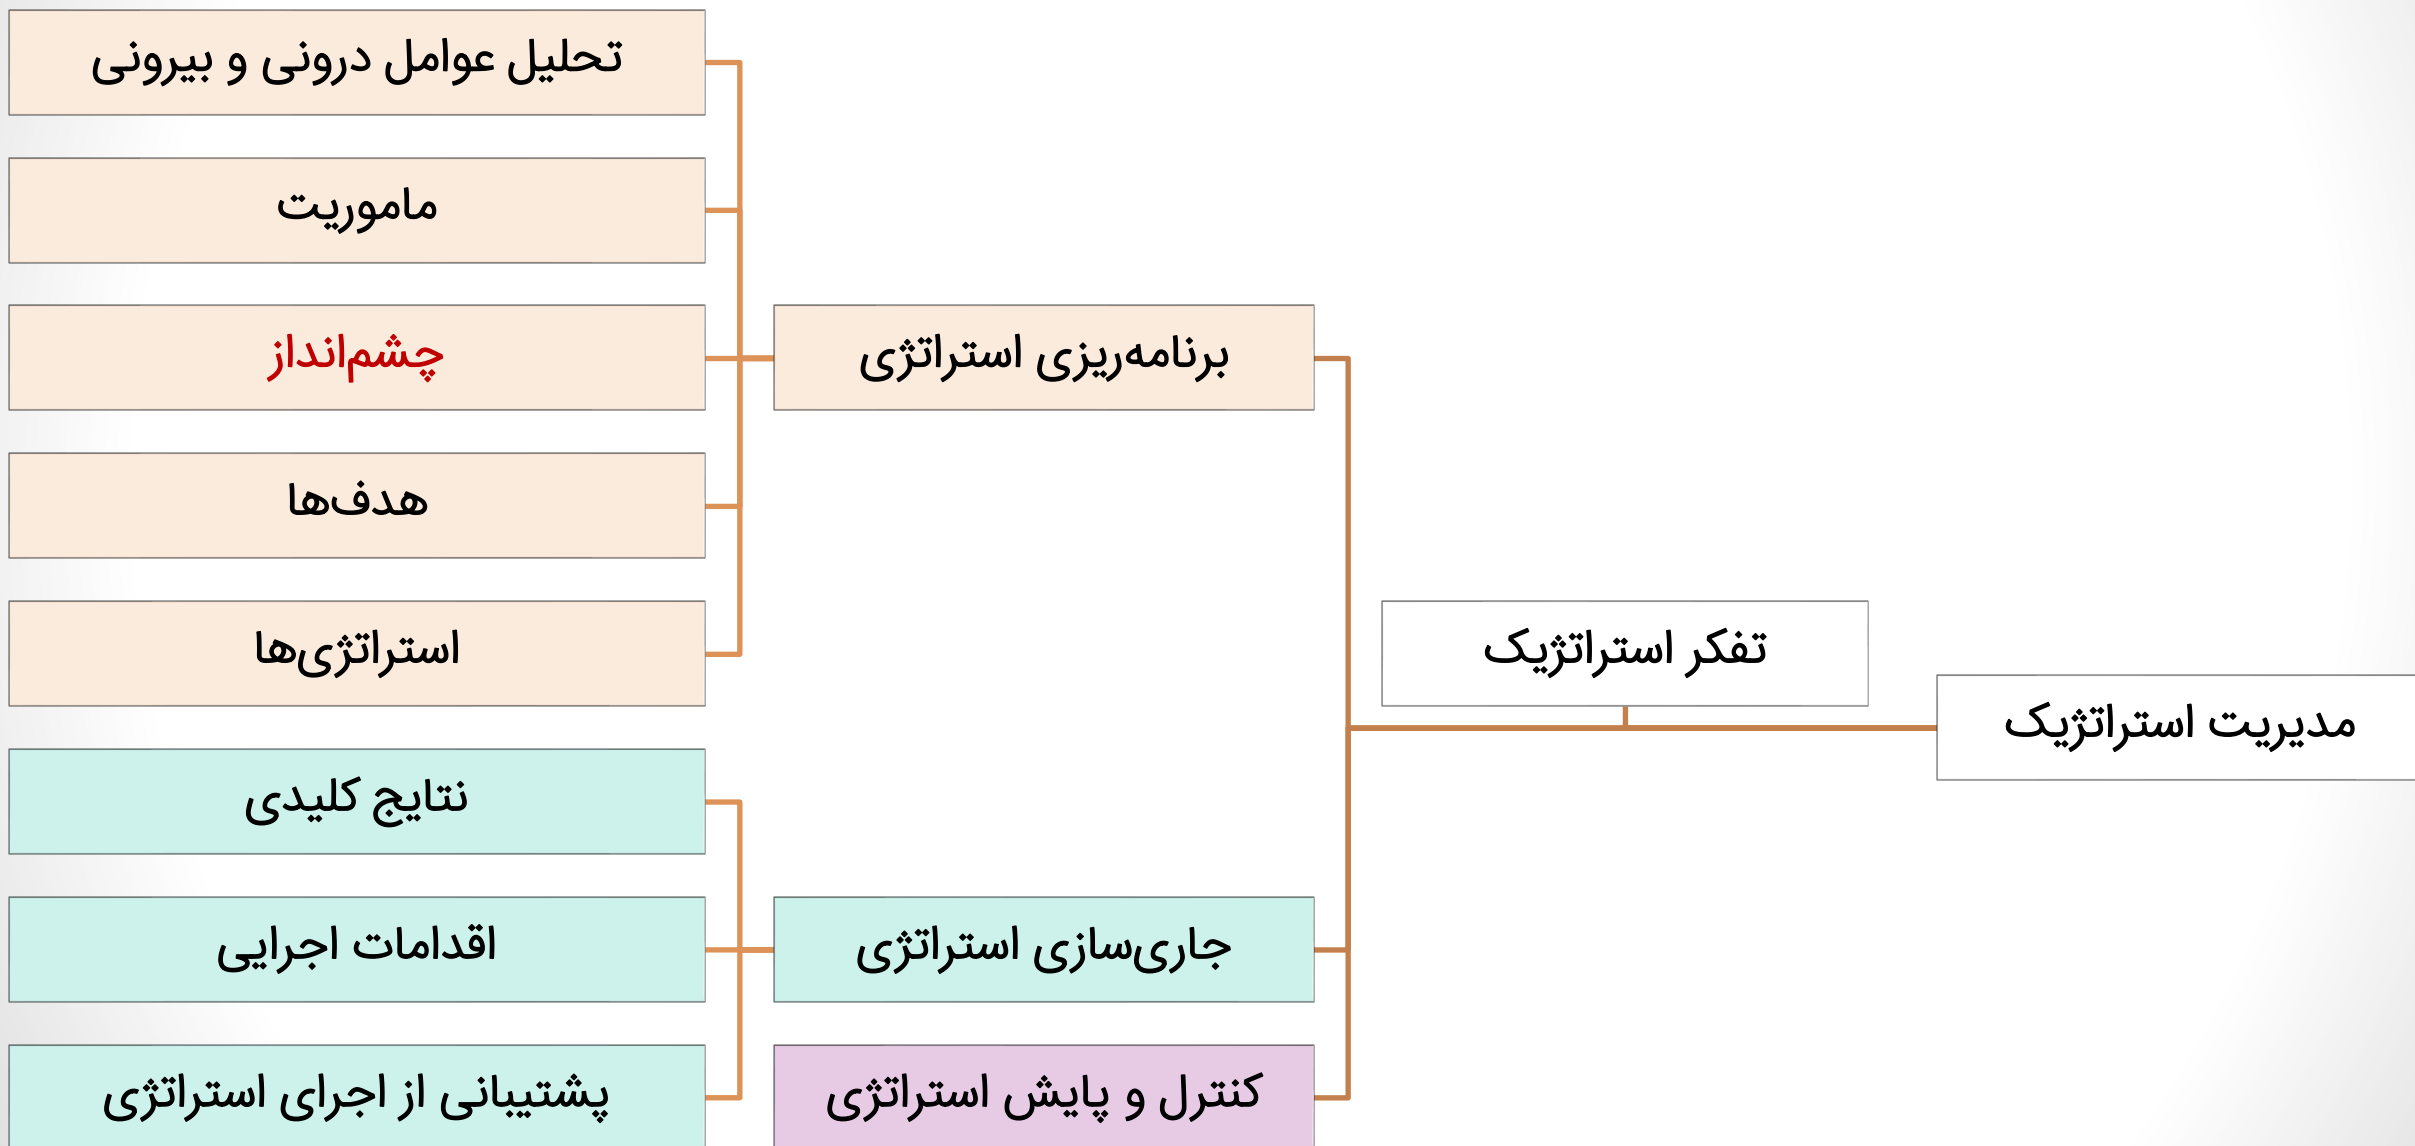 مدیریت استراتژیک
تفکر استراتژیک
برنامه‌ریزی استراتژی
تحلیل عوامل درونی و بیرونی
ماموریت
چشم‌انداز
هدف‌ها
استراتژی‌ها
جاری‌سازی استراتژی
نتایج کلیدی
اقدامات اجرایی
پشتیبانی از اجرای استراتژی
کنترل و پایش استراتژی